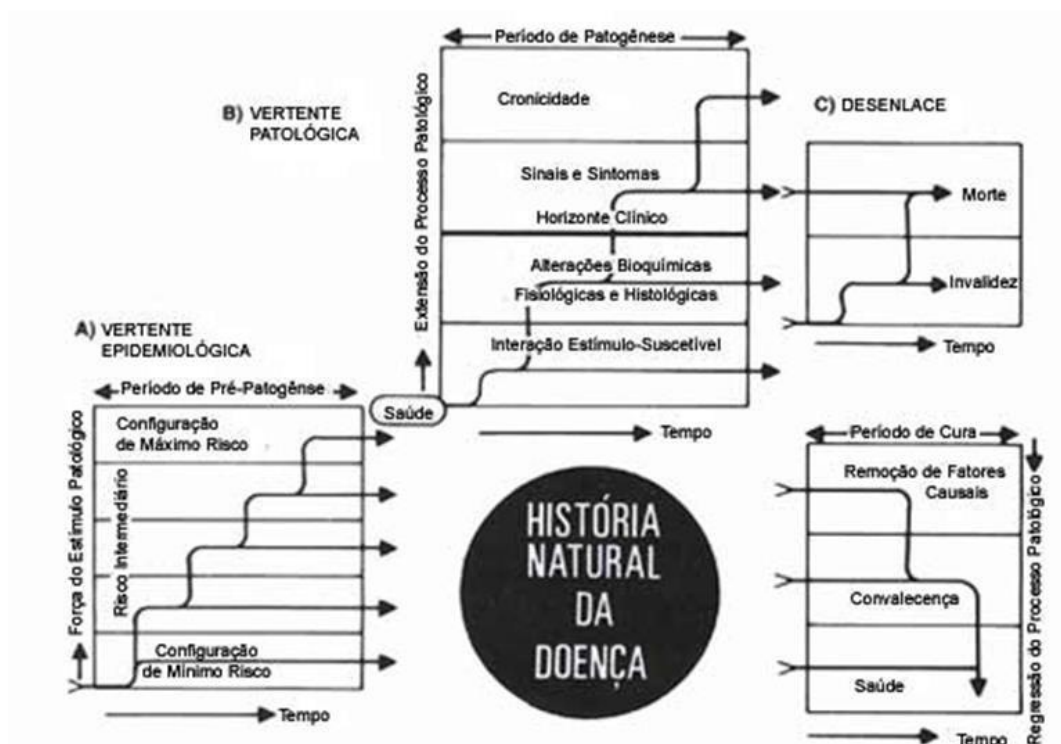 A) VERTENTE
EPIDEMIOLÓGICA
Período de Pré-Patogênse
Força do Estímulo Patológico
Configuração
de Máximo Risco
Risco Intermediário
Configuração
de Mínimo Risco
Tempo
B) VERTENTE
PATOLÓGICA
Período de Patogênese
Extensão do Processo Patológico
Cronicidade
Sinais e Sintomas
Horizonte Clínico
Alterações Bioquímicas
Fisiológicas e Histológicas
Interação Estímulo-Suscetível
Saúde
Tempo
C) DESENLACE
Morte
Invalidez
Tempo
Período de Cura
Remoção de Fatores
Causais
Convalecença
Saúde
Regressão do Processo Patológico
Tempo
HISTÓRIA
NATURAL
DA
DOENÇA